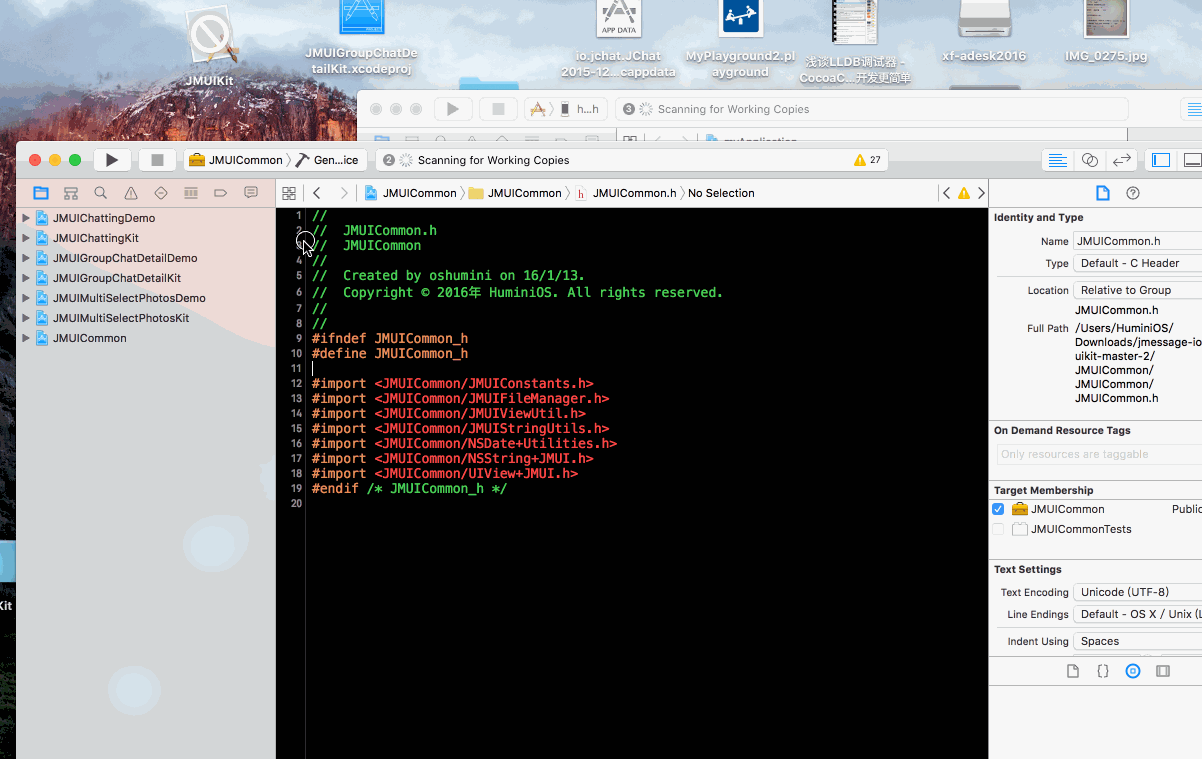 JMUIKit
JMUIGroupChatDe
tailKit.xcodeproj
APP DATA
io.jchat.JChat
2015-12...cappdata
MyPlayground2.pl
ayground
浅谈LLDB调试器 -
CocoaC...开发更简单
xf-adesk2016
IMG_0275.jpg
h...h
3 Scanning for Working Copies
myApplication
JMUICommon
Gen...ice
2 Scanning for Working Copies
27
JMUICommon
JMUICommon
JMUICommon.h
No Selection
JMUIChattingDemo
JMUIChattingKit
JMUIGroupChatDetailDemo
JMUIGroupChatDetailKit
JMUIMultiSelectPhotosDemo
JMUIMultiSelectPhotosKit
JMUICommon
Kit
1 //
2 //  JMUICommon.h
3 //  JMUICommon
4 //
5 //  Created by oshumini on 16/1/13.
6 //  Copyright © 2016年 HuminiOS. All rights reserved.
7 //
8 //
9 #ifndef JMUICommon_h
10 #define JMUICommon_h
11
12 #import <JMUICommon/JMUIConstants.h>
13 #import <JMUICommon/JMUIFileManager.h>
14 #import <JMUICommon/JMUIViewUtil.h>
15 #import <JMUICommon/JMUIStringUtils.h>
16 #import <JMUICommon/NSDate+Utilities.h>
17 #import <JMUICommon/NSString+JMUI.h>
18 #import <JMUICommon/UIView+JMUI.h>
19 #endif /* JMUICommon_h */
20
Identity and Type
Name JMUICommon.h
Type Default - C Header
Location Relative to Group
JMUICommon.h
Full Path /Users/HuminiOS/
Downloads/jmessage-io
uikit-master-2/
JMUICommon/
JMUICommon/
JMUICommon.h
On Demand Resource Tags
Only resources are taggable
Target Membership
JMUICommon Public
JMUICommonTests
Text Settings
Text Encoding Unicode (UTF-8)
Line Endings Default - OS X / Unix (L
Indent Using Spaces